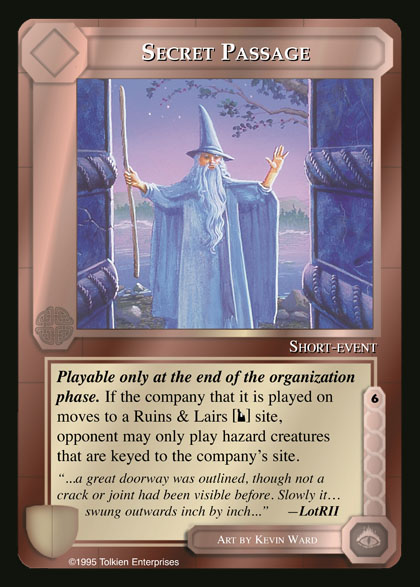 Secret Passage
Short-event
Playable only at the end of the organization
phase. If the company that it is played on
moves to a Ruins & Lairs [] site,
opponent may only play hazard creatures
that are keyed to the company's site.
“...a great doorway was outlined, though not a
crack or joint had been visible before. Slowly it…
swung outwards inch by inch...” —LotRII
6
Art by Kevin Ward
©1995 Tolkien Enterprises